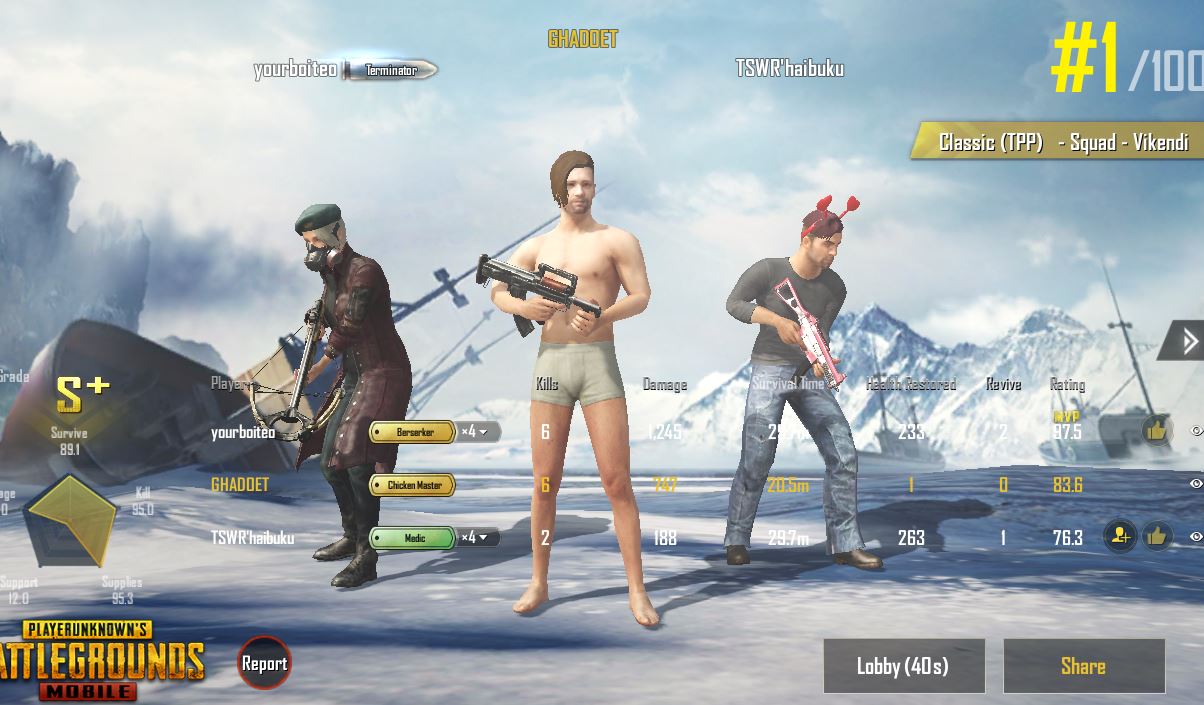 GHADOET
yourboiteo Terminator
TSWR'haibuku
#1 /100
Classic (TPP) - Squad - Vikendi
Grade
S+
Survive
89.1
Kill
95.0
Support
12.0
Supplies
95.3
Player Kills Damage Survival Time Health Restored Revive Rating
MVP
yourboiteo Berserker ×4 6 1,245 233 2 87.5
GHADOET Chicken Master 6 747 20.5m 1 0 83.6
TSWR'haibuku Medic ×4 2 188 29.7m 263 1 76.3
PLAYERUNKNOWN'S
BATTLEGROUNDS
MOBILE
Report
Lobby (40s)
Share